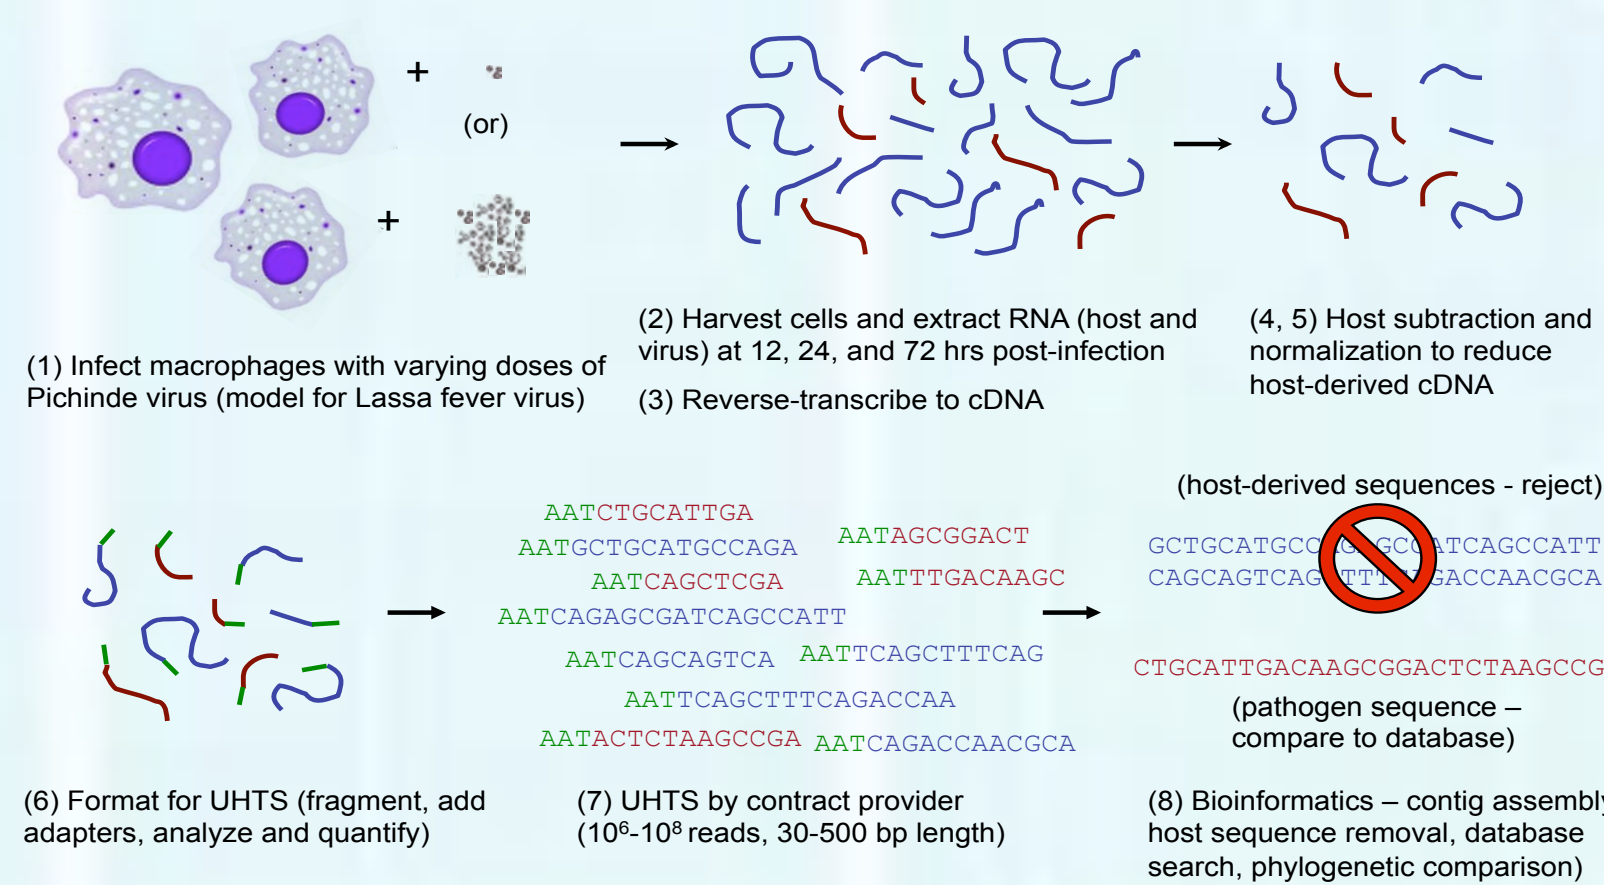 +
(or)
+
(1) Infect macrophages with varying doses of
Pichinde virus (model for Lassa fever virus)
(2) Harvest cells and extract RNA (host and
virus) at 12, 24, and 72 hrs post-infection
(3) Reverse-transcribe to cDNA
(4, 5) Host subtraction and
normalization to reduce
host-derived cDNA
(6) Format for UHTS (fragment, add
adapters, analyze and quantify)
AATCTGCATTGA
AATAGCGGACT
AATGCTGCATGCCAGA
AATCAGCTCGA
AATTTGACAAGC
AATCAGAGCGATCAGCCATT
AATCAGCAGTCA
AATTCAGCTTTCAG
AATTCAGCTTTCAGACCAA
AATACTCTAAGCCGA
AATCAGACCAACGCA
(7) UHTS by contract provider
(10⁶-10⁸ reads, 30-500 bp length)
(host-derived sequences - reject)
CTGCATTGACAAGCGGACTCTAAGCCG
(pathogen sequence –
compare to database)
(8) Bioinformatics – contig assembly
host sequence removal, database
search, phylogenetic comparison)